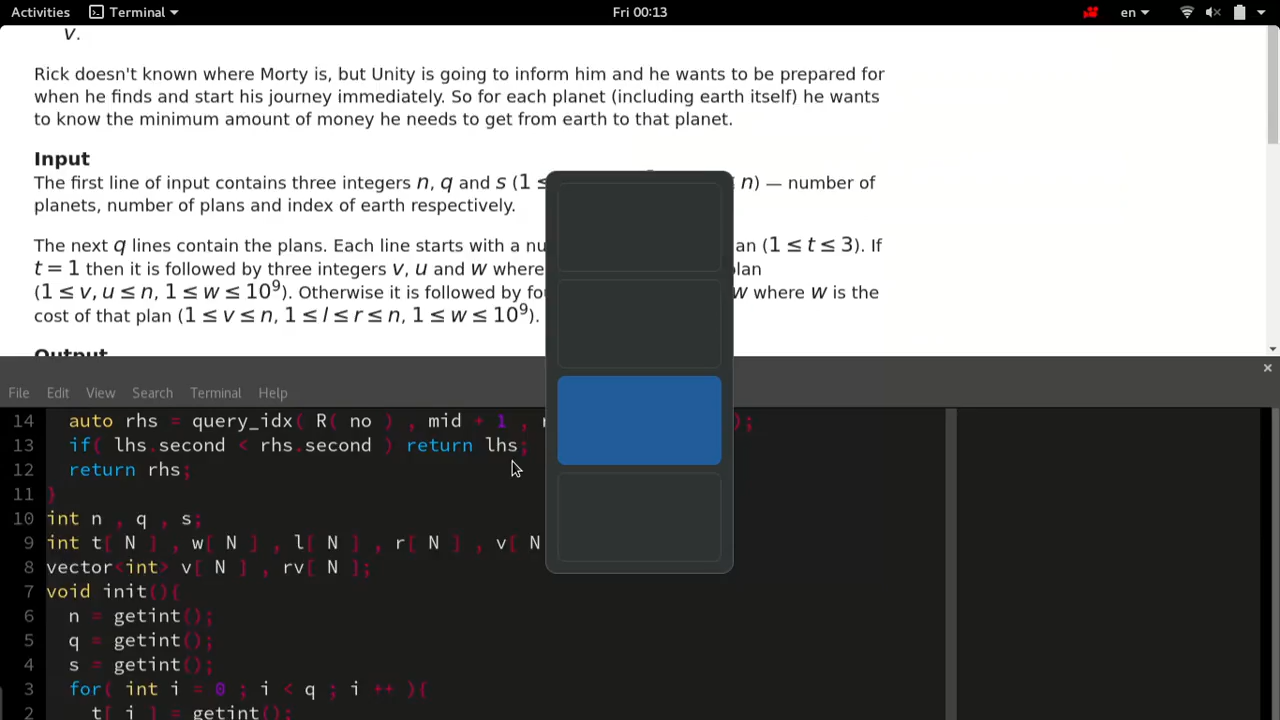 Activities Terminal Fri 00:13 en
v.
Rick doesn't known where Morty is, but Unity is going to inform him and he wants to be prepared for
when he finds and start his journey immediately. So for each planet (including earth itself) he wants
to know the minimum amount of money he needs to get from earth to that planet.
Input
The first line of input contains three integers n, q and s (1 ≤ n) — number of
planets, number of plans and index of earth respectively.
The next q lines contain the plans. Each line starts with a nu an (1 ≤ t ≤ 3). If
t = 1 then it is followed by three integers v, u and w where lan
(1 ≤ v, u ≤ n, 1 ≤ w ≤ 10⁹). Otherwise it is followed by fou w where w is the
cost of that plan (1 ≤ v ≤ n, 1 ≤ l ≤ r ≤ n, 1 ≤ w ≤ 10⁹).
Output
File Edit View Search Terminal Help
14 auto rhs = query_idx( R( no ) , mid + 1 , );
13 if( lhs.second < rhs.second ) return lhs;
12 return rhs;
11 }
10 int n , q , s;
9 int t[ N ] , w[ N ] , l[ N ] , r[ N ] , v[ N
8 vector<int> v[ N ] , rv[ N ];
7 void init(){
6 n = getint();
5 q = getint();
4 s = getint();
3 for( int i = 0 ; i < q ; i ++ ){
2 t[ i ] = getint();